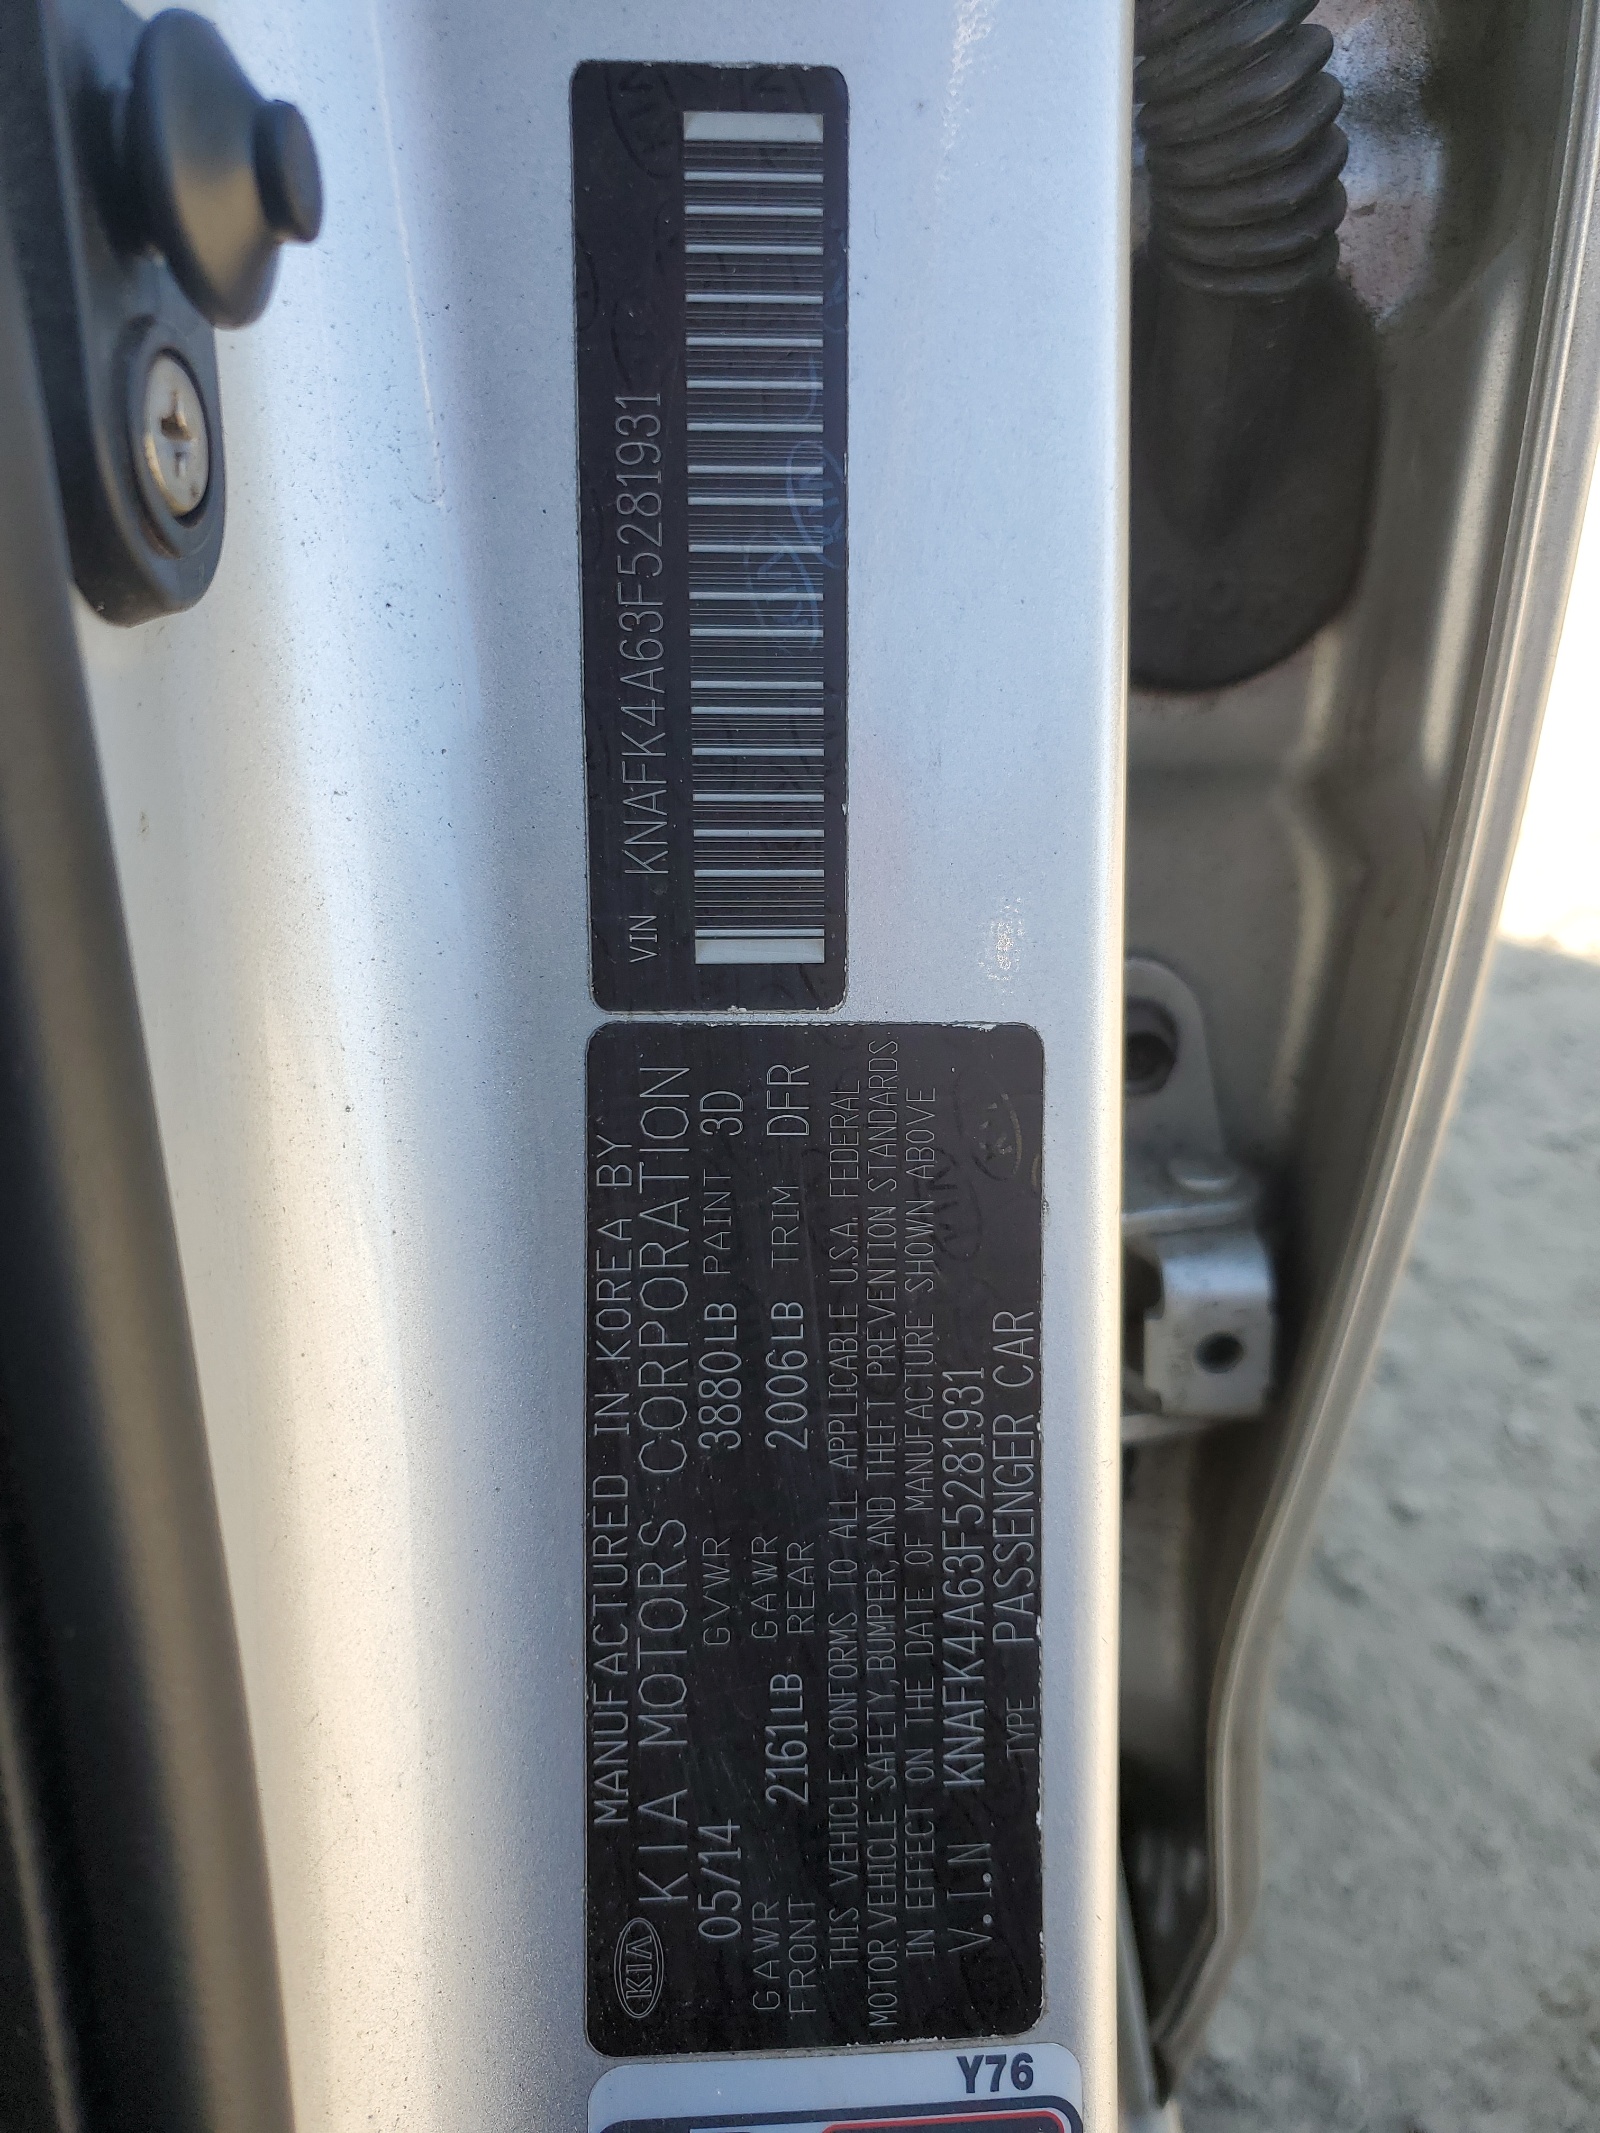 KIA
MANUFACTURED IN KOREA BY
KIA MOTORS CORPORATION
05/14 GVWR 3880LB PAINT 3D
GAWR FRONT 2161LB GAWR REAR 2006LB TRIM DFR
THIS VEHICLE CONFORMS TO ALL APPLICABLE U.S.A. FEDERAL
MOTOR VEHICLE SAFETY, BUMPER, AND THEFT PREVENTION STANDARDS
IN EFFECT ON THE DATE OF MANUFACTURE SHOWN ABOVE
V.I.N KNAFK4A63F5281931
TYPE PASSENGER CAR
VIN KNAFK4A63F5281931
Y76